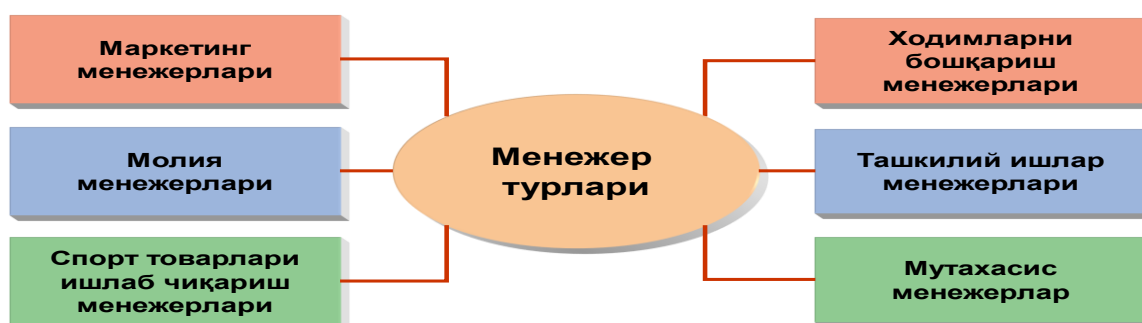 Маркетинг
менежерлари
Молия
менежерлари
Спорт товарлари
ишлаб чиқариш
менежерлари
Менежер
турлари
Ходимларни
бошқариш
менежерлари
Ташкилий ишлар
менежерлари
Мутахасис
менежерлар